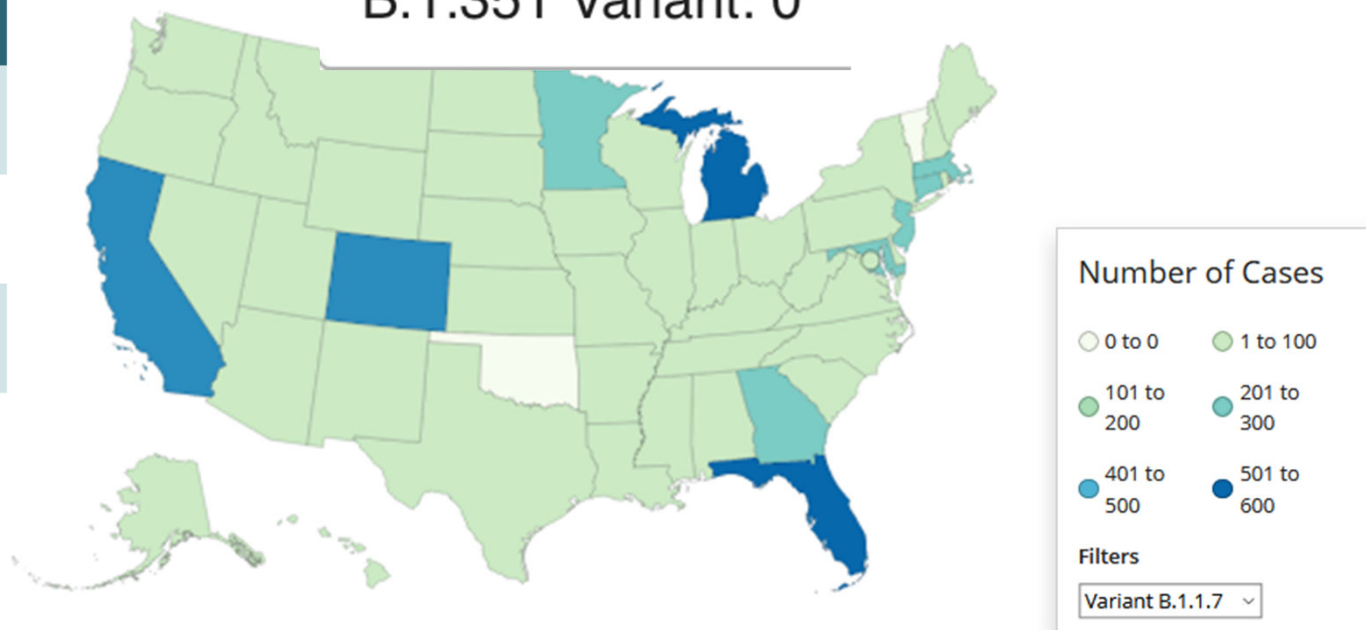 B.1.351 Variant: 0
Number of Cases
0 to 0
1 to 100
101 to
200
201 to
300
401 to
500
501 to
600
Filters
Variant B.1.1.7